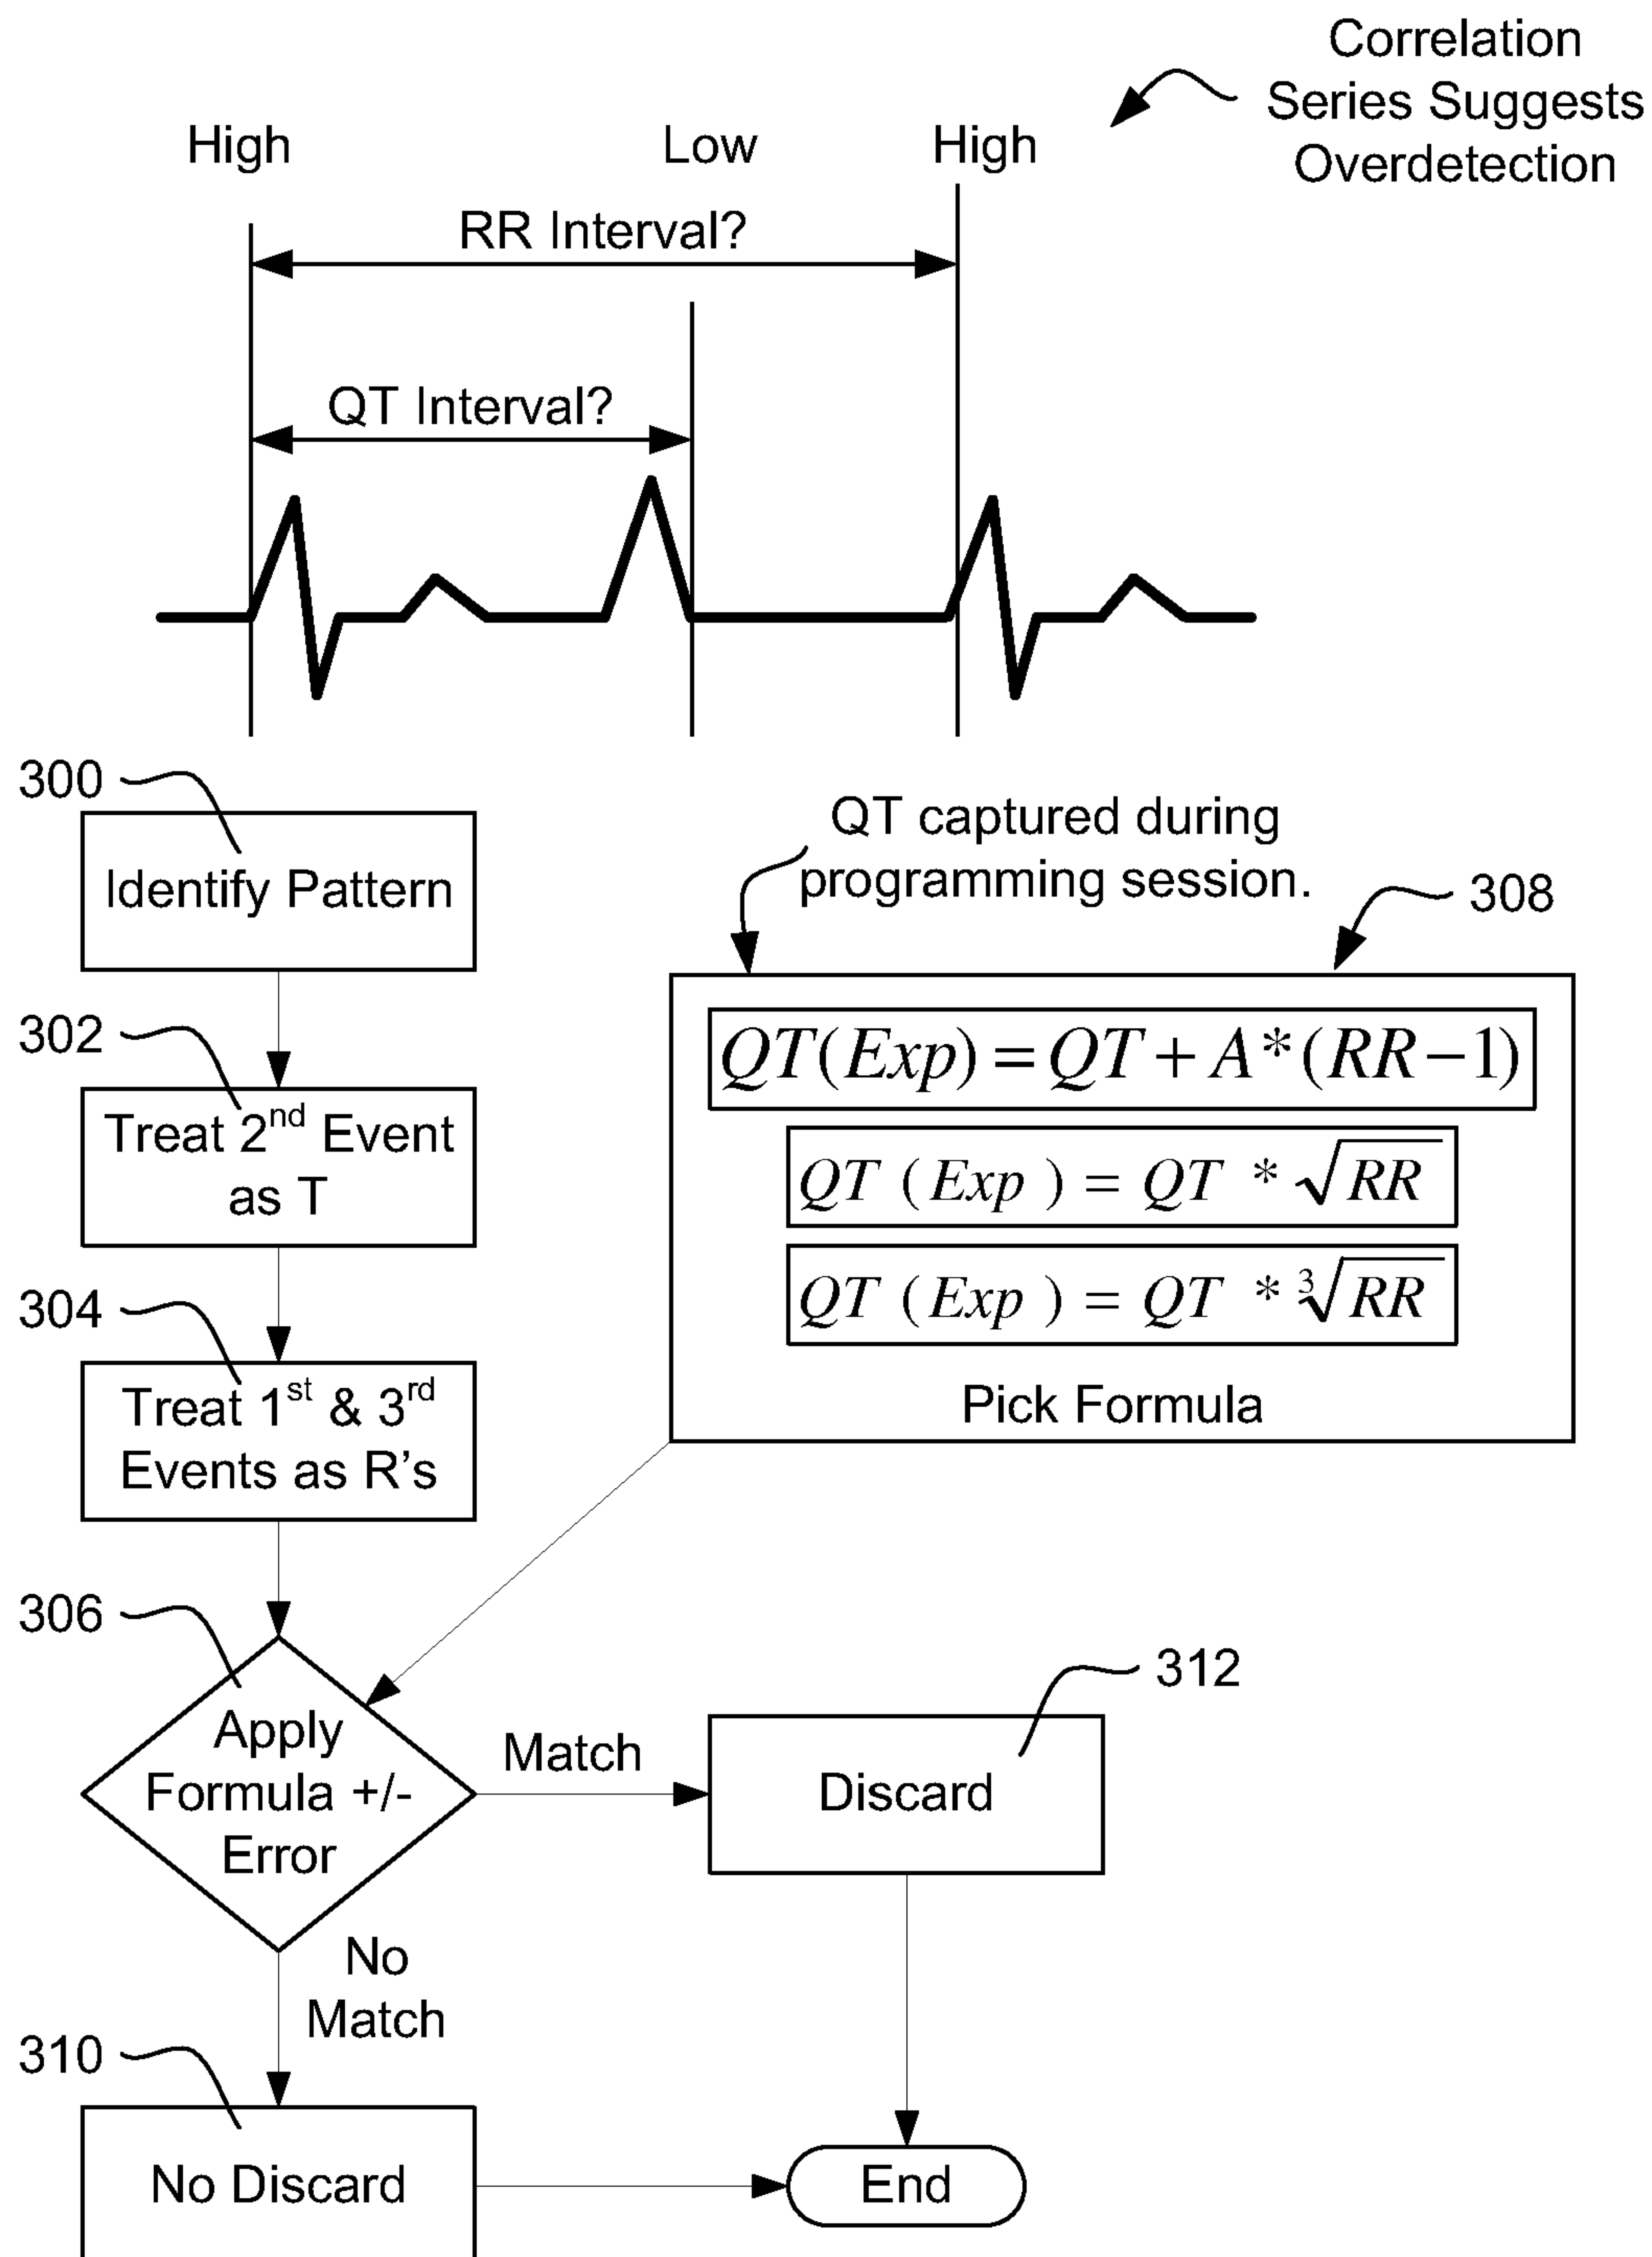 Correlation
Series Suggests
Overdetection
High
Low
High
RR Interval?
QT Interval?
300
Identify Pattern
302
Treat 2nd Event
as T
304
Treat 1st & 3rd
Events as R's
306
Apply
Formula +/-
Error
Match
No
Match
310
No Discard
QT captured during
programming session.
308
QT(Exp) = QT + A*(RR-1)
QT (Exp ) = QT * √RR
QT (Exp ) = QT * ∛RR
Pick Formula
312
Discard
End